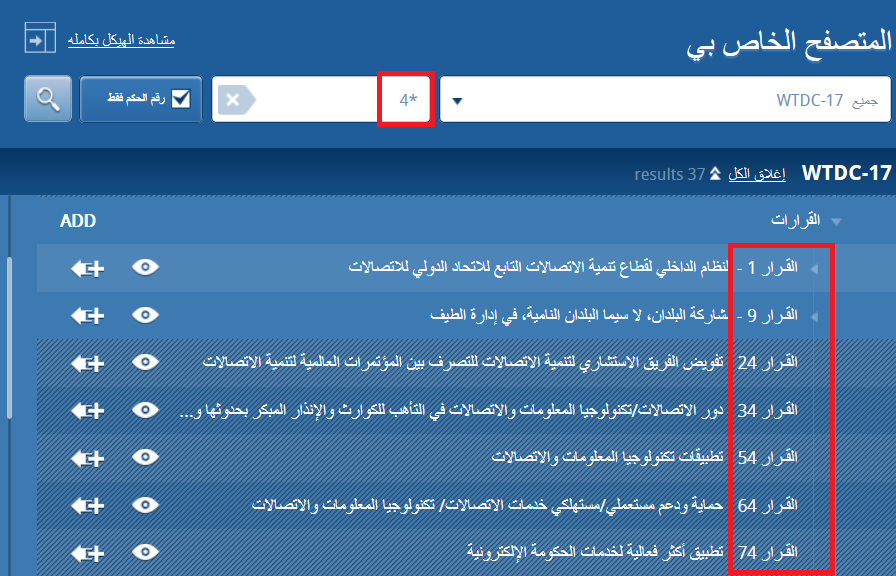 المتصفح الخاص بي
مشاهدة الهيكل بكامله
جميع WTDC-17
4*
رقم الحكم فقط
WTDC-17 إغلاق الكل 37 results
القرارات ADD
القرار 1 - النظام الداخلي لقطاع تنمية الاتصالات التابع للاتحاد الدولي للاتصالات
القرار 9 - مشاركة البلدان، لا سيما البلدان النامية، في إدارة الطيف
القرار 24 تفويض الفريق الاستشاري لتنمية الاتصالات للتصرف بين المؤتمرات العالمية لتنمية الاتصالات
القرار 34 دور الاتصالات/تكنولوجيا المعلومات والاتصالات في التأهب للكوارث والإنذار المبكر بحدوثها و...
القرار 54 تطبيقات تكنولوجيا المعلومات والاتصالات
القرار 64 حماية ودعم مستعملي/مستهلكي خدمات الاتصالات/ تكنولوجيا المعلومات والاتصالات
القرار 74 تطبيق أكثر فعالية لخدمات الحكومة الإلكترونية